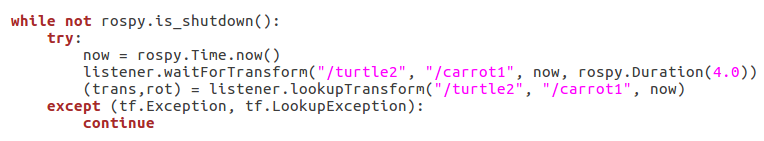 while not rospy.is_shutdown():
    try:
        now = rospy.Time.now()
        listener.waitForTransform("/turtle2", "/carrot1", now, rospy.Duration(4.0))
        (trans,rot) = listener.lookupTransform("/turtle2", "/carrot1", now)
    except (tf.Exception, tf.LookupException):
        continue